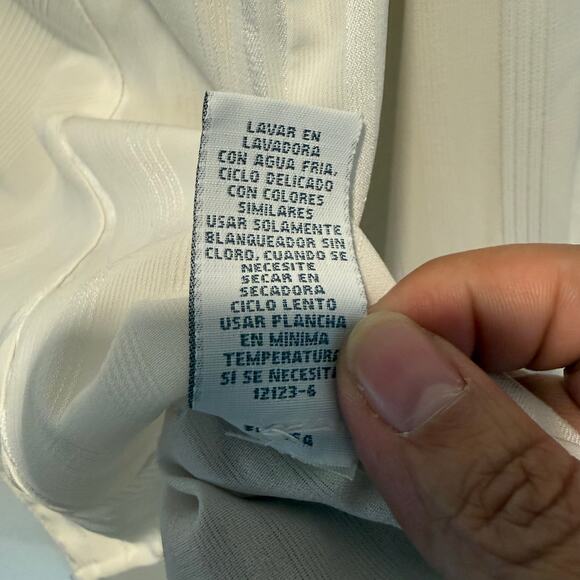 LAVAR EN
LAVADORA
CON AGUA FRIA,
CICLO DELICADO
CON COLORES
SIMILARES
USAR SOLAMENTE
BLANQUEADOR SIN
CLORO, CUANDO SE
NECESITE
SECAR EN
SECADORA
CICLO LENTO
USAR PLANCHA
EN MÍNIMA
TEMPERATURA
SI SE NECESITA
12123-6